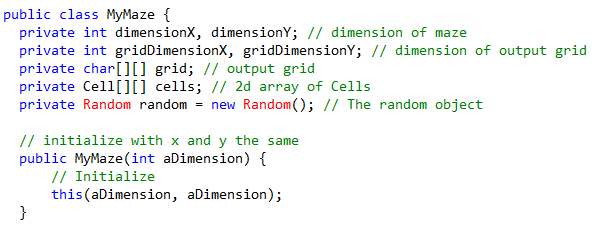 public class MyMaze {
  private int dimensionX, dimensionY; // dimension of maze
  private int gridDimensionX, gridDimensionY; // dimension of output grid
  private char[][] grid; // output grid
  private Cell[][] cells; // 2d array of Cells
  private Random random = new Random(); // The random object

  // initialize with x and y the same
  public MyMaze(int aDimension) {
      // Initialize
      this(aDimension, aDimension);
  }